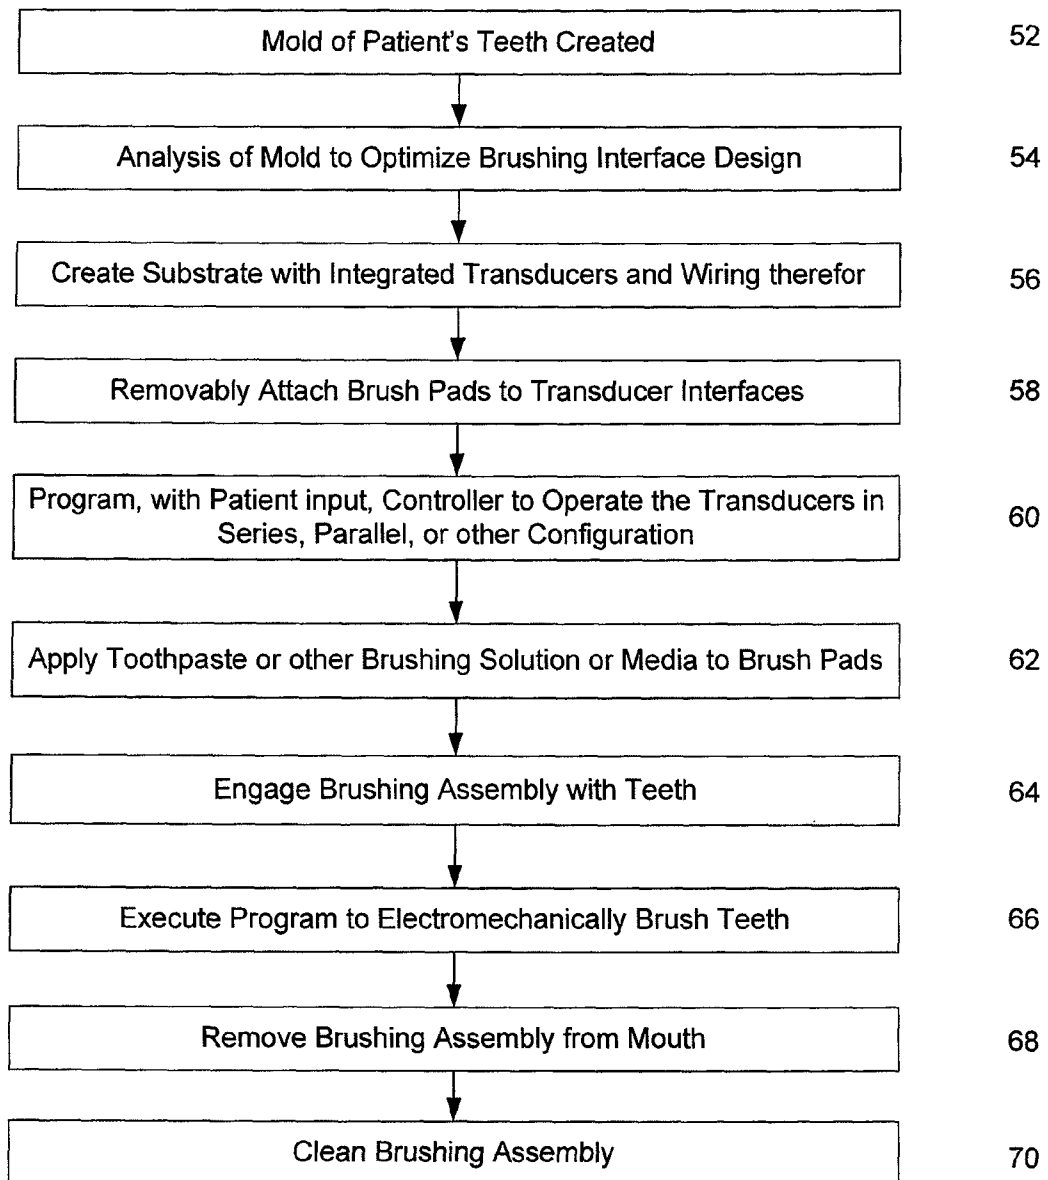 Mold of Patient's Teeth Created 52
Analysis of Mold to Optimize Brushing Interface Design 54
Create Substrate with Integrated Transducers and Wiring therefor 56
Removably Attach Brush Pads to Transducer Interfaces 58
Program, with Patient input, Controller to Operate the Transducers in
Series, Parallel, or other Configuration 60
Apply Toothpaste or other Brushing Solution or Media to Brush Pads 62
Engage Brushing Assembly with Teeth 64
Execute Program to Electromechanically Brush Teeth 66
Remove Brushing Assembly from Mouth 68
Clean Brushing Assembly 70